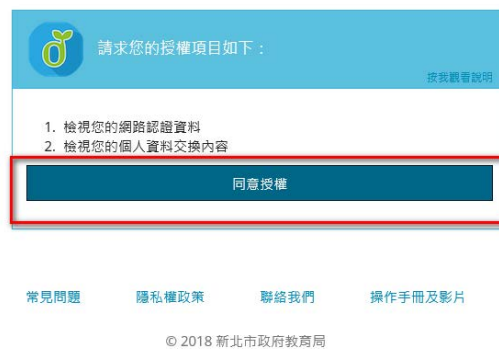 請求您的授權項目如下：
按我觀看說明
1. 檢視您的網路認證資料
2. 檢視您的個人資料交換內容
同意授權
常見問題 隱私權政策 聯絡我們 操作手冊及影片
© 2018 新北市政府教育局